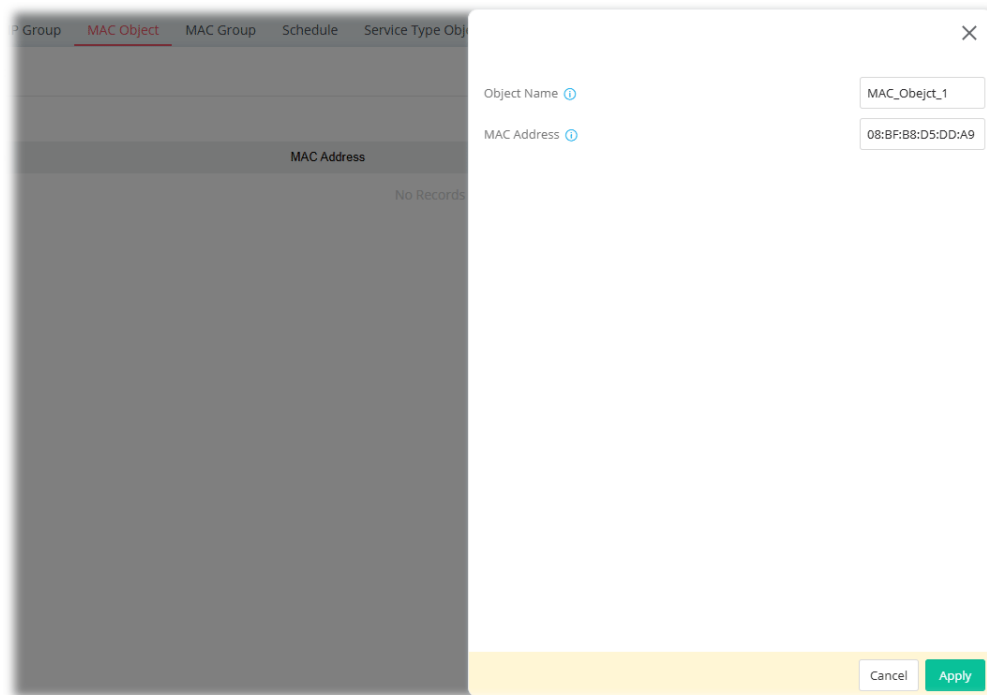 P Group MAC Object MAC Group Schedule Service Type Obj
Object Name
MAC_Obejct_1
MAC Address
08:BF:B8:D5:DD:A9
MAC Address
No Records
Cancel Apply